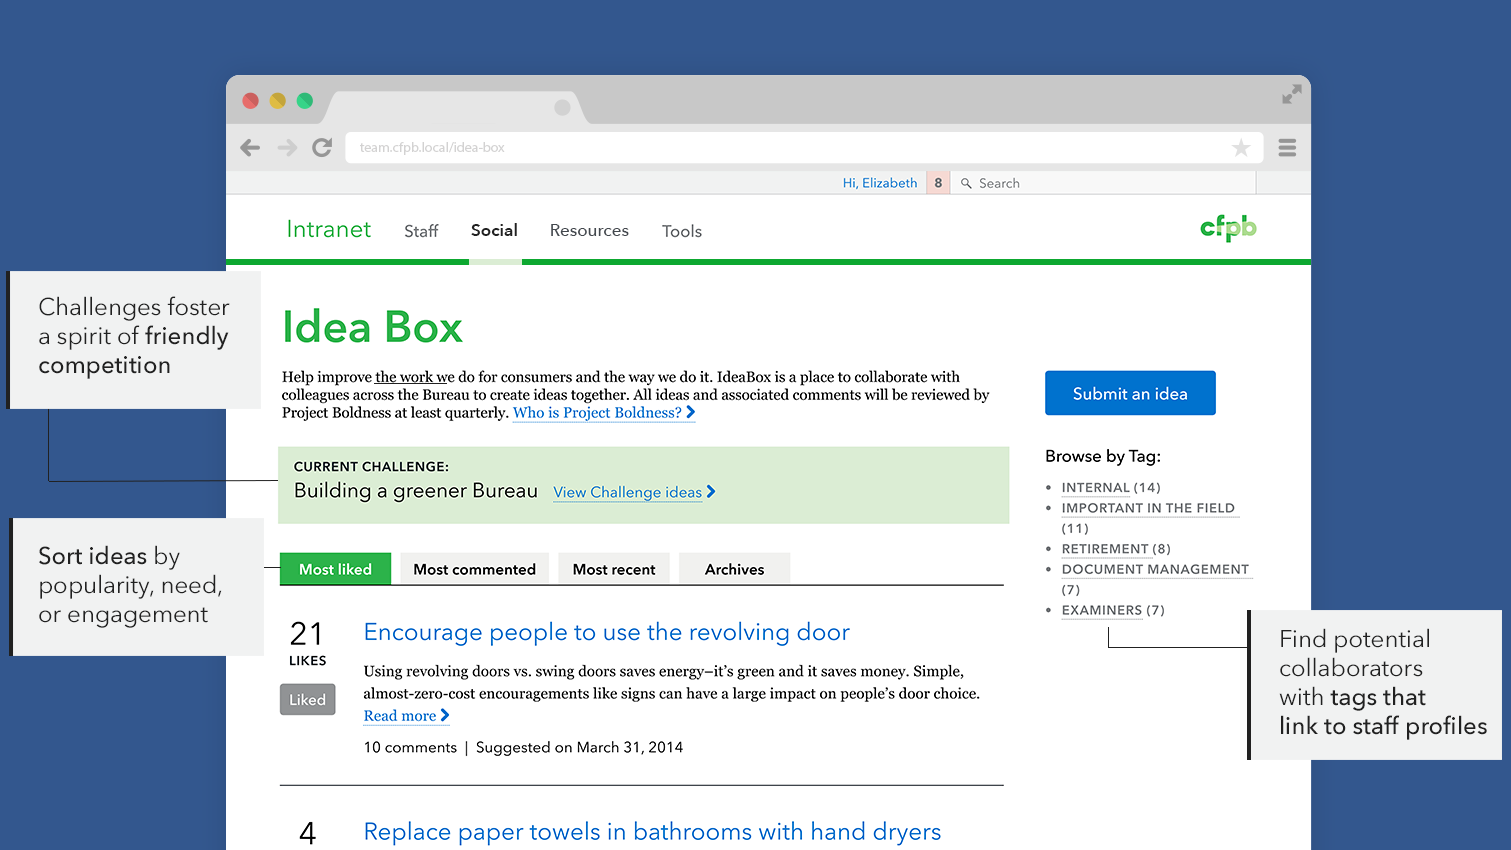 team.cfpb.local/idea-box
Hi, Elizabeth 8 Search
Intranet Staff Social Resources Tools cfpb
Challenges foster
a spirit of friendly
competition
Idea Box
Help improve the work we do for consumers and the way we do it. IdeaBox is a place to collaborate with
colleagues across the Bureau to create ideas together. All ideas and associated comments will be reviewed by
Project Boldness at least quarterly. Who is Project Boldness?
Submit an idea
CURRENT CHALLENGE:
Building a greener Bureau View Challenge ideas
Browse by Tag:
INTERNAL (14)
IMPORTANT IN THE FIELD
(11)
RETIREMENT (8)
DOCUMENT MANAGEMENT
(7)
EXAMINERS (7)
Sort ideas by
popularity, need,
or engagement
Most liked Most commented Most recent Archives
21
LIKES
Liked
Encourage people to use the revolving door
Using revolving doors vs. swing doors saves energy–it's green and it saves money. Simple,
almost-zero-cost encouragements like signs can have a large impact on people's door choice.
Read more
10 comments | Suggested on March 31, 2014
Find potential
collaborators
with tags that
link to staff profiles
4 Replace paper towels in bathrooms with hand dryers